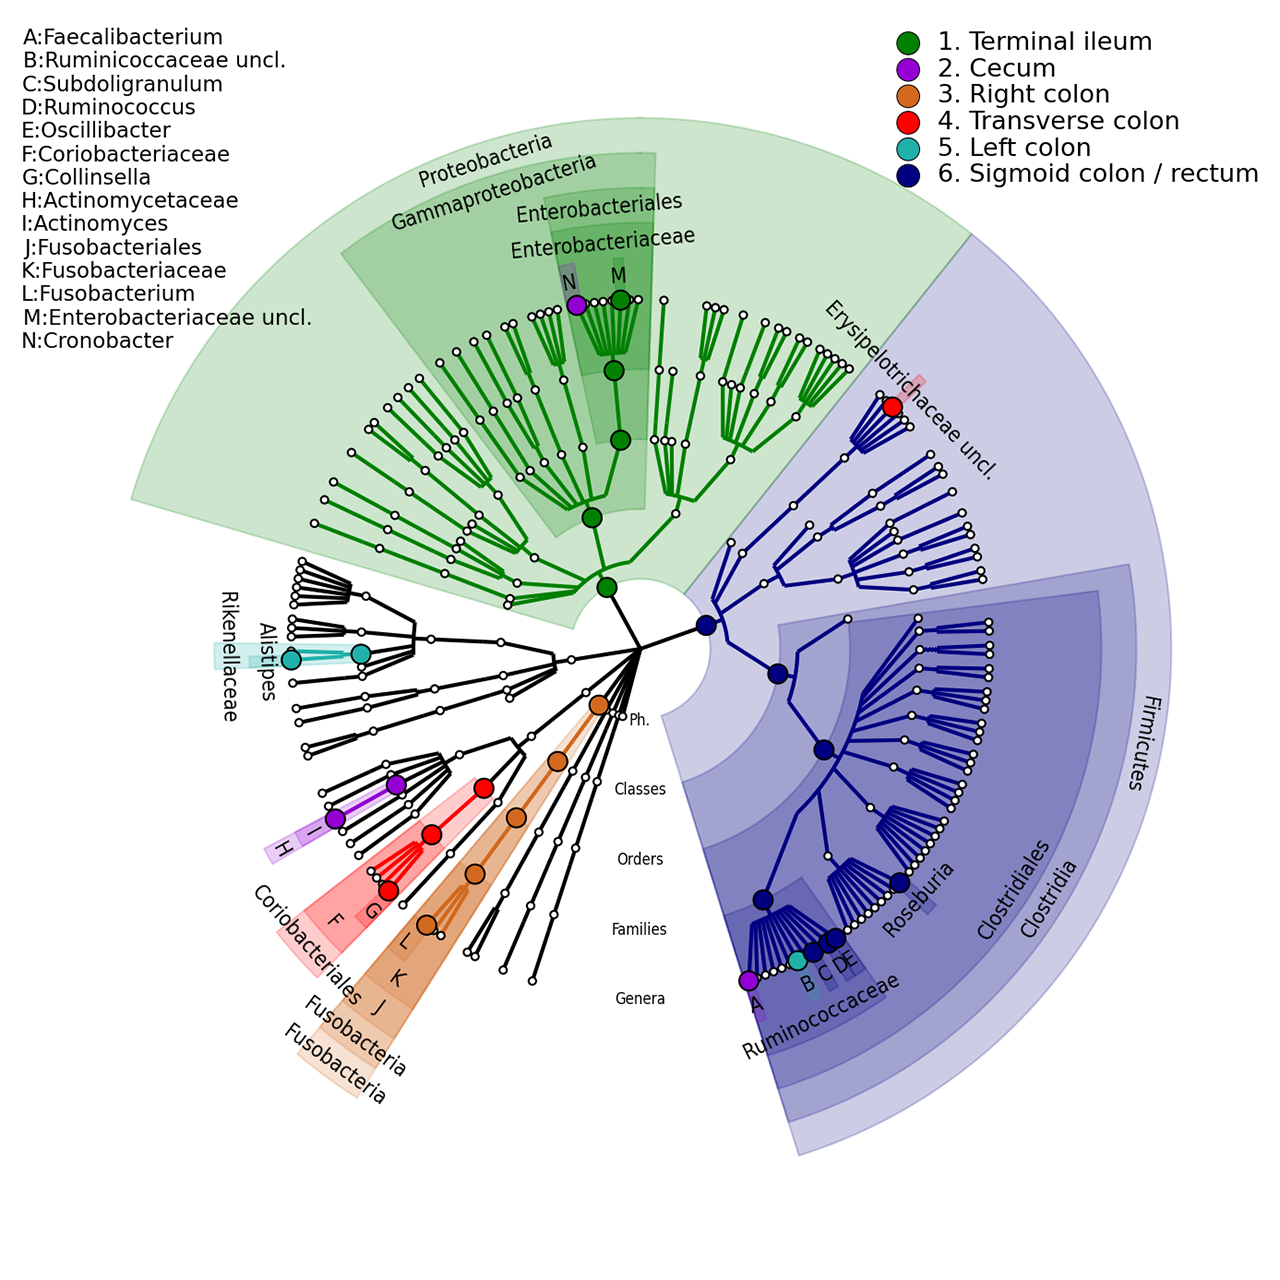 A:Faecalibacterium
B:Ruminicoccaceae uncl.
C:Subdoligranulum
D:Ruminococcus
E:Oscillibacter
F:Coriobacteriaceae
G:Collinsella
H:Actinomycetaceae
I:Actinomyces
J:Fusobacteriales
K:Fusobacteriaceae
L:Fusobacterium
M:Enterobacteriaceae uncl.
N:Cronobacter
1. Terminal ileum
2. Cecum
3. Right colon
4. Transverse colon
5. Left colon
6. Sigmoid colon / rectum
Proteobacteria
Gammaproteobacteria
Enterobacteriales
Enterobacteriaceae
N
M
Erysipelotrichaceae uncl.
Rikenellaceae
Alistipes
H
I
Coriobacteriales
F
G
L
K
J
Fusobacteria
Fusobacteria
Ph.
Classes
Orders
Families
Genera
A
B
C
D
E
Ruminococcaceae
Roseburia
Clostridiales
Clostridia
Firmicutes